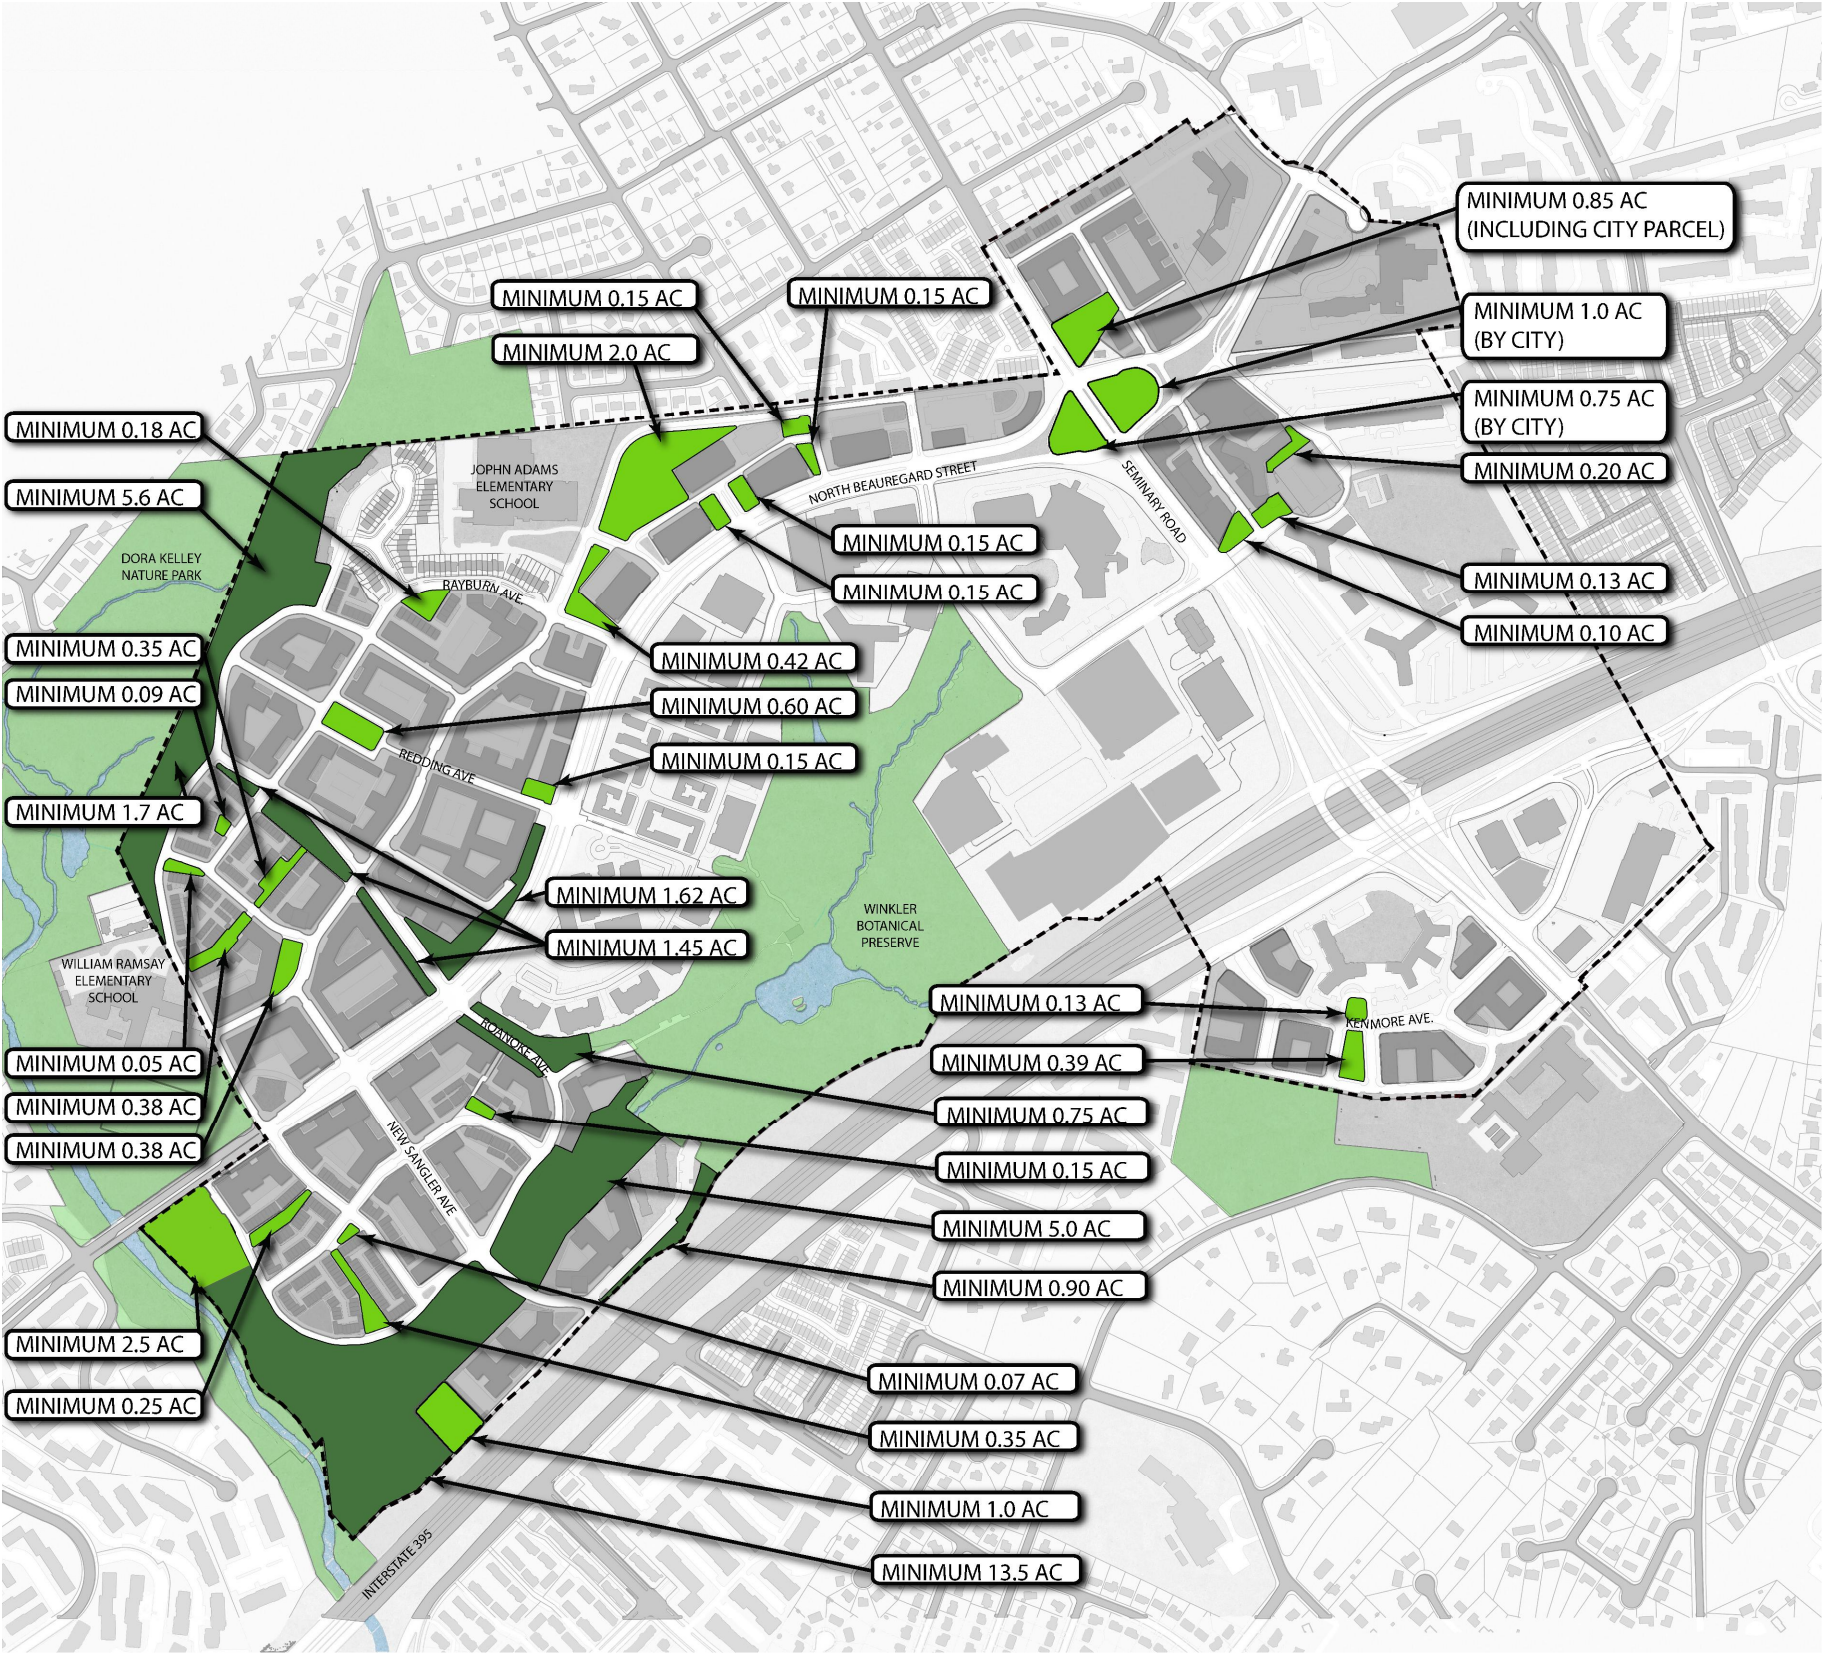 MINIMUM 0.85 AC
(INCLUDING CITY PARCEL)
MINIMUM 0.15 AC
MINIMUM 0.15 AC
MINIMUM 1.0 AC
(BY CITY)
MINIMUM 2.0 AC
MINIMUM 0.75 AC
(BY CITY)
MINIMUM 0.18 AC
MINIMUM 0.20 AC
JOPHN ADAMS
ELEMENTARY
SCHOOL
NORTH BEAUREGARD STREET
SEMINARY ROAD
MINIMUM 5.6 AC
MINIMUM 0.15 AC
DORA KELLEY
NATURE PARK
MINIMUM 0.13 AC
MINIMUM 0.15 AC
RAYBURN AVE.
MINIMUM 0.10 AC
MINIMUM 0.35 AC
MINIMUM 0.42 AC
MINIMUM 0.09 AC
MINIMUM 0.60 AC
REDDING AVE
MINIMUM 0.15 AC
MINIMUM 1.7 AC
MINIMUM 1.62 AC
WINKLER
BOTANICAL
PRESERVE
MINIMUM 1.45 AC
WILLIAM RAMSAY
ELEMENTARY
SCHOOL
MINIMUM 0.13 AC
KENMORE AVE.
ROANOKE AVE
MINIMUM 0.05 AC
MINIMUM 0.39 AC
MINIMUM 0.38 AC
MINIMUM 0.75 AC
MINIMUM 0.38 AC
MINIMUM 0.15 AC
NEW SANGLER AVE
MINIMUM 5.0 AC
MINIMUM 0.90 AC
MINIMUM 2.5 AC
MINIMUM 0.07 AC
MINIMUM 0.25 AC
MINIMUM 0.35 AC
MINIMUM 1.0 AC
MINIMUM 13.5 AC
INTERSTATE 395